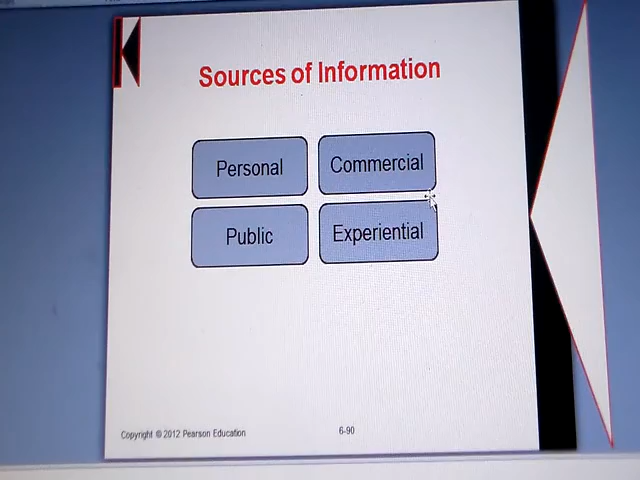 Sources of Information
Personal
Commercial
Public
Experiential
Copyright © 2012 Pearson Education
6-90